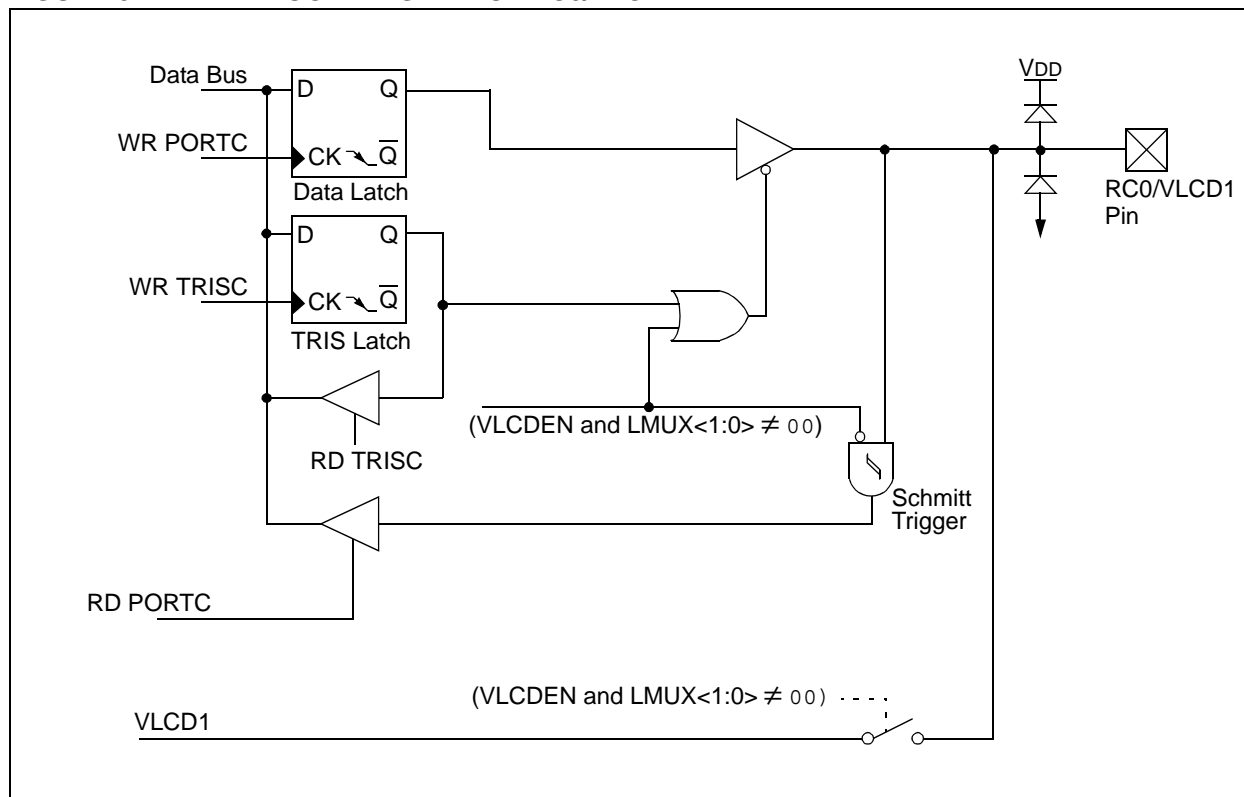 Data Bus
D Q
VDD
WR PORTC
CK Q̅
Data Latch
RC0/VLCD1
Pin
D Q
WR TRISC
CK Q̅
TRIS Latch
(VLCDEN and LMUX<1:0> ≠ 00)
RD TRISC
Schmitt
Trigger
RD PORTC
(VLCDEN and LMUX<1:0> ≠ 00)
VLCD1